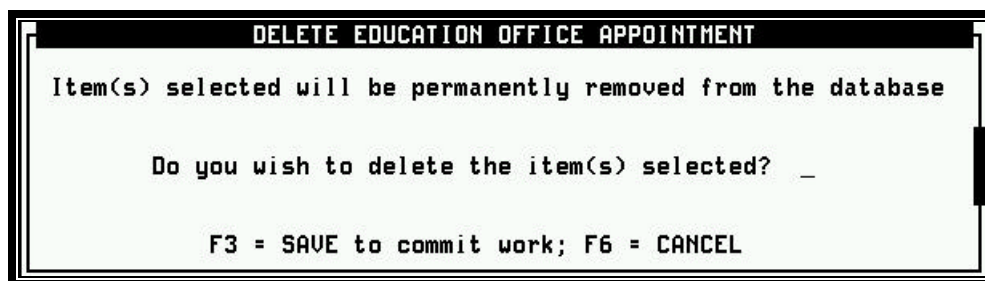 DELETE EDUCATION OFFICE APPOINTMENT
Item(s) selected will be permanently removed from the database
Do you wish to delete the item(s) selected? _
F3 = SAVE to commit work; F6 = CANCEL